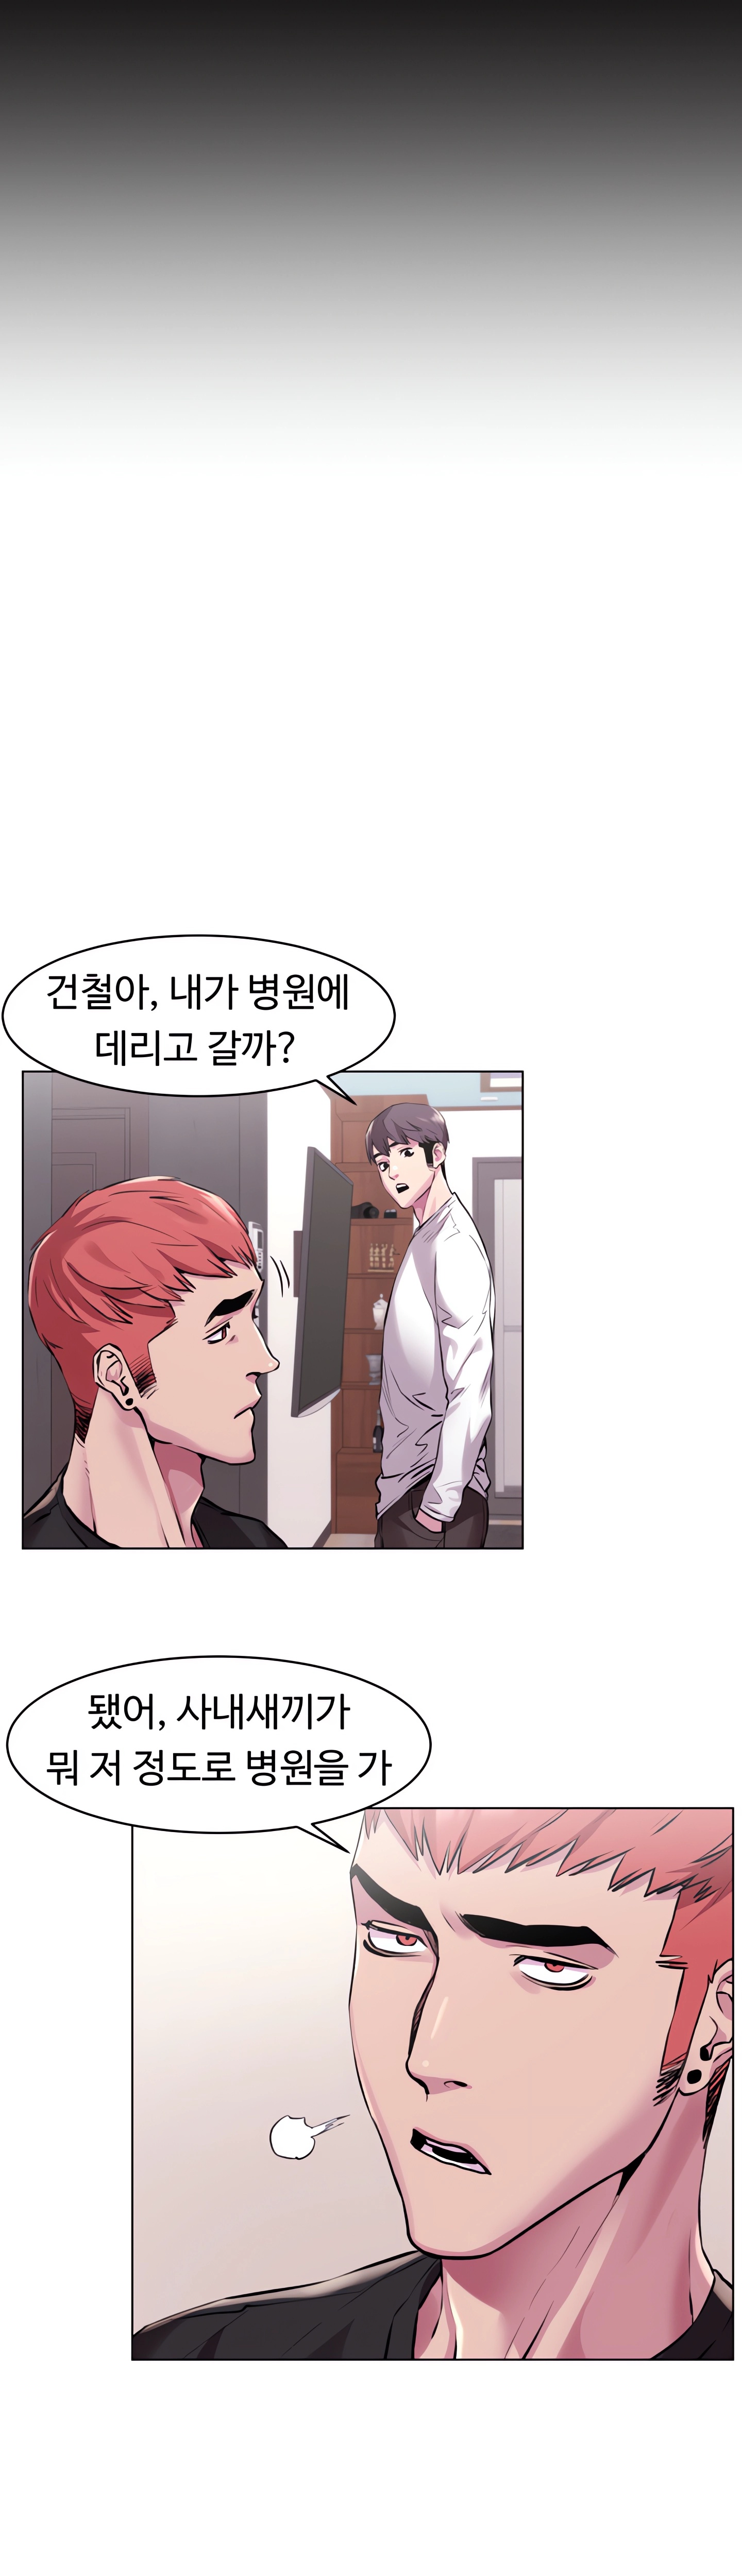 건철아, 내가 병원에
데리고 갈까?
됐어, 사내새끼가
뭐 저 정도로 병원을 가